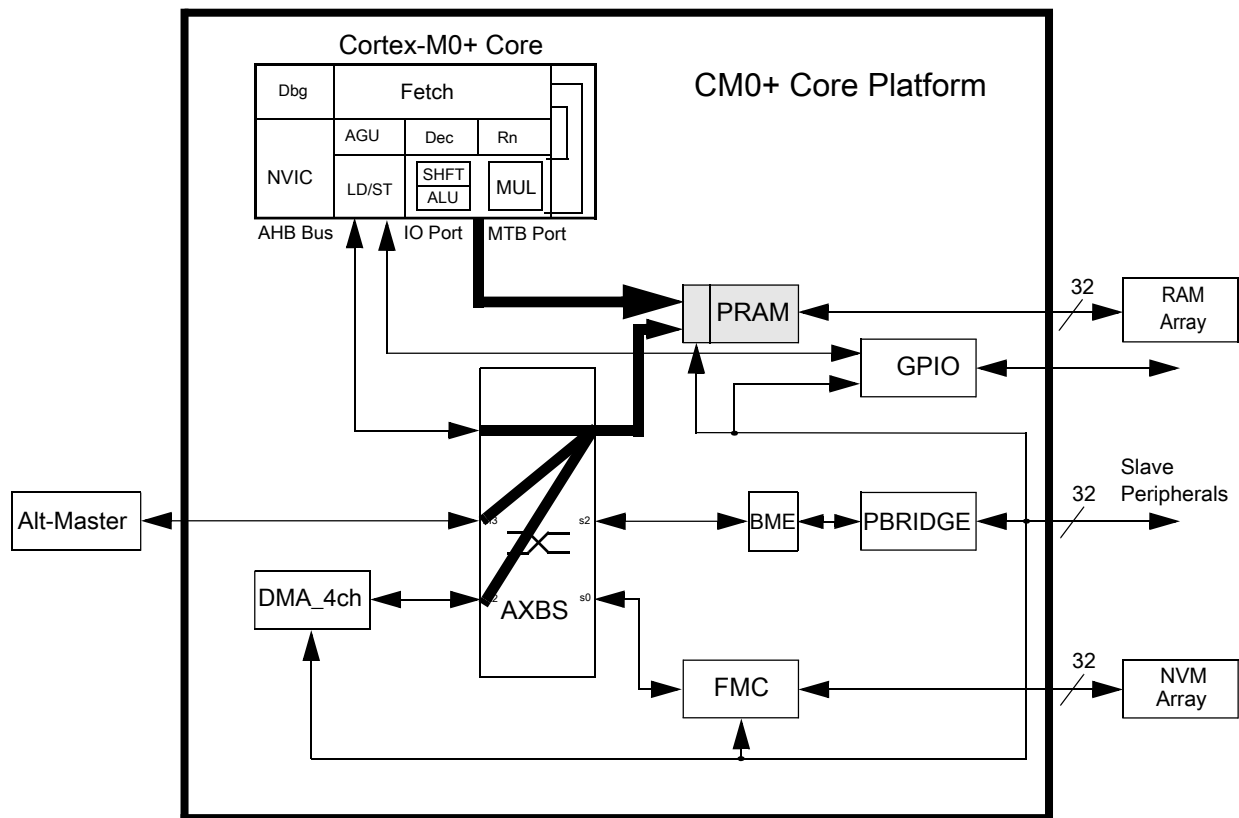 Cortex-M0+ Core
CM0+ Core Platform
Dbg
Fetch
AGU
Dec
Rn
NVIC
LD/ST
SHFT
ALU
MUL
AHB Bus
IO Port
MTB Port
PRAM
32
RAM
Array
GPIO
Slave
Peripherals
Alt-Master
s2
BME
PBRIDGE
32
DMA_4ch
AXBS
s0
FMC
32
NVM
Array